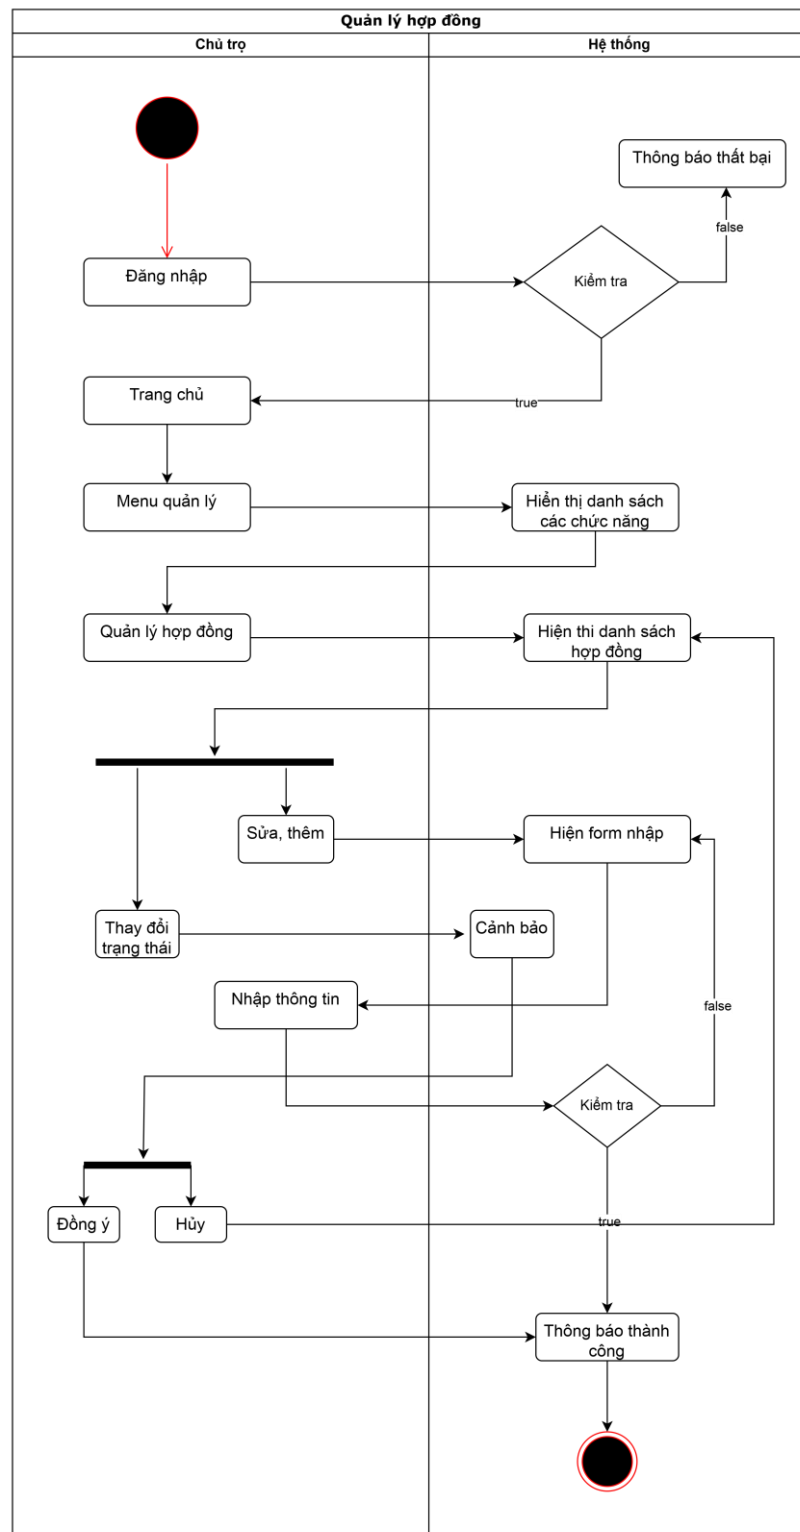 Quản lý hợp đồng
Chủ trọ
Hệ thống
Thông báo thất bại
false
Đăng nhập
Kiểm tra
Trang chủ
true
Menu quản lý
Hiển thị danh sách
các chức năng
Quản lý hợp đồng
Hiện thi danh sách
hợp đồng
Sửa, thêm
Hiện form nhập
Thay đổi
trạng thái
Cảnh bảo
Nhập thông tin
false
Kiểm tra
Đồng ý
Hủy
true
Thông báo thành
công